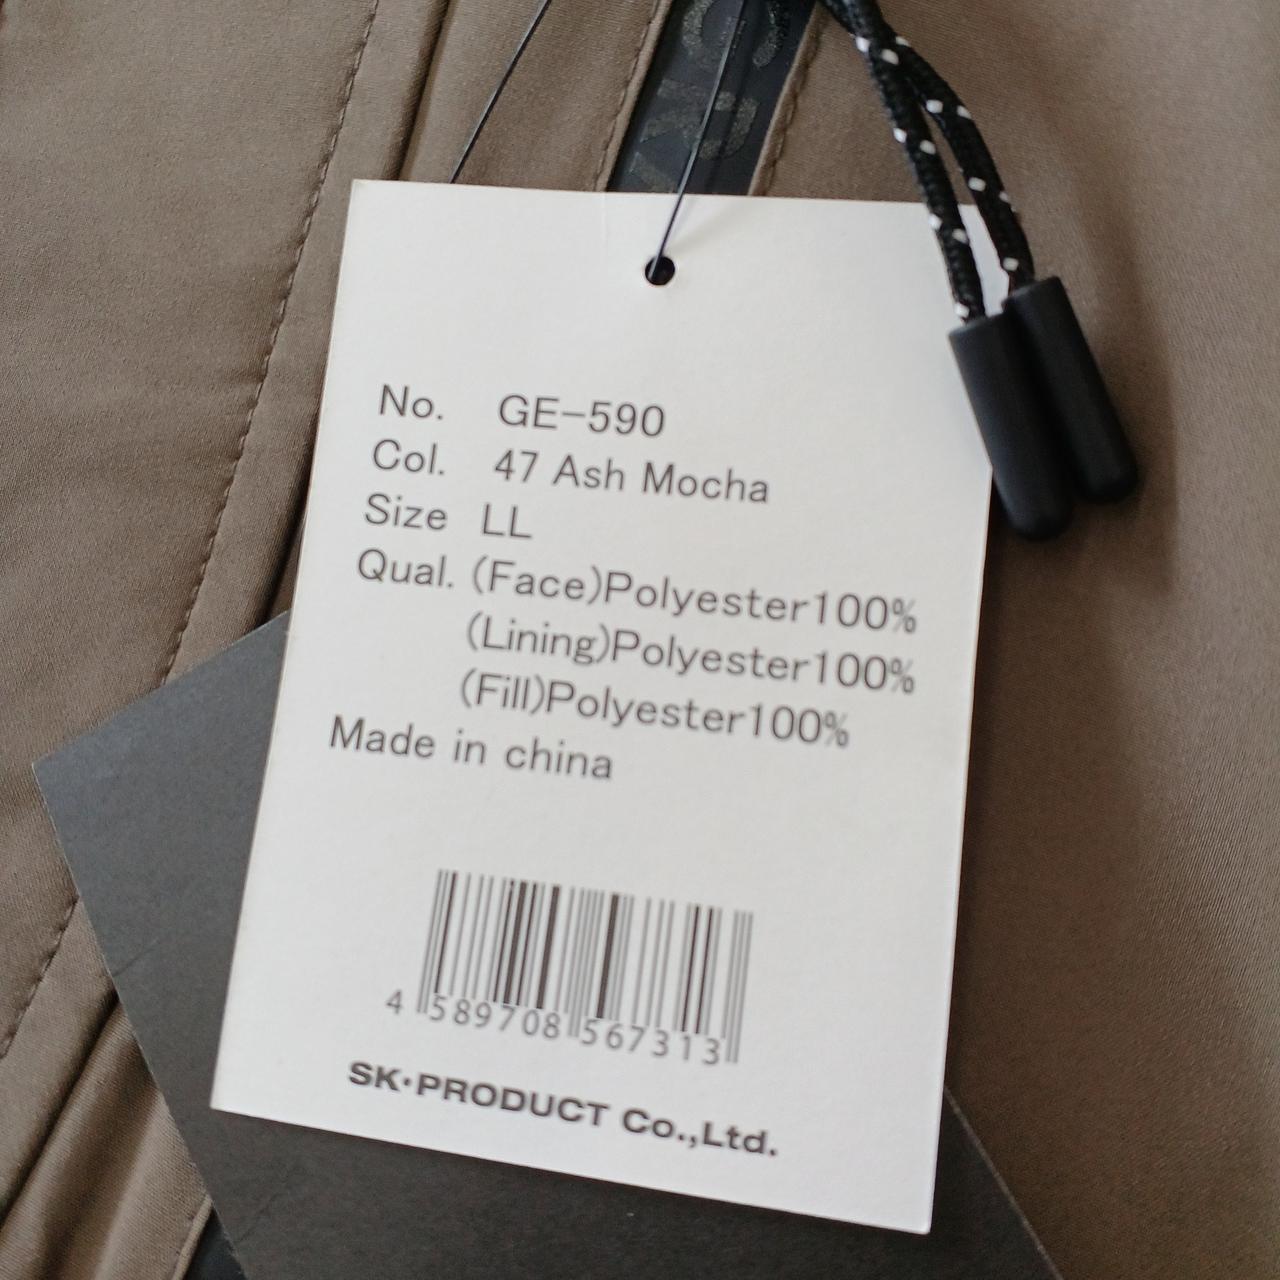 No. GE-590
Col. 47 Ash Mocha
Size LL
Qual. (Face)Polyester100%
(Lining)Polyester100%
(Fill)Polyester100%
Made in china
4 589708 567313
SK·PRODUCT Co.,Ltd.